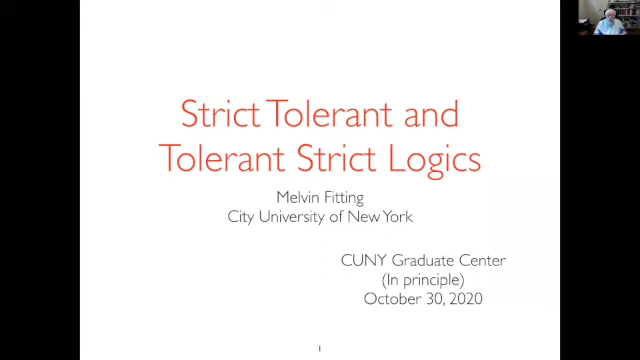 Strict Tolerant and
Tolerant Strict Logics
Melvin Fitting
City University of New York
CUNY Graduate Center
(In principle)
October 30, 2020
1